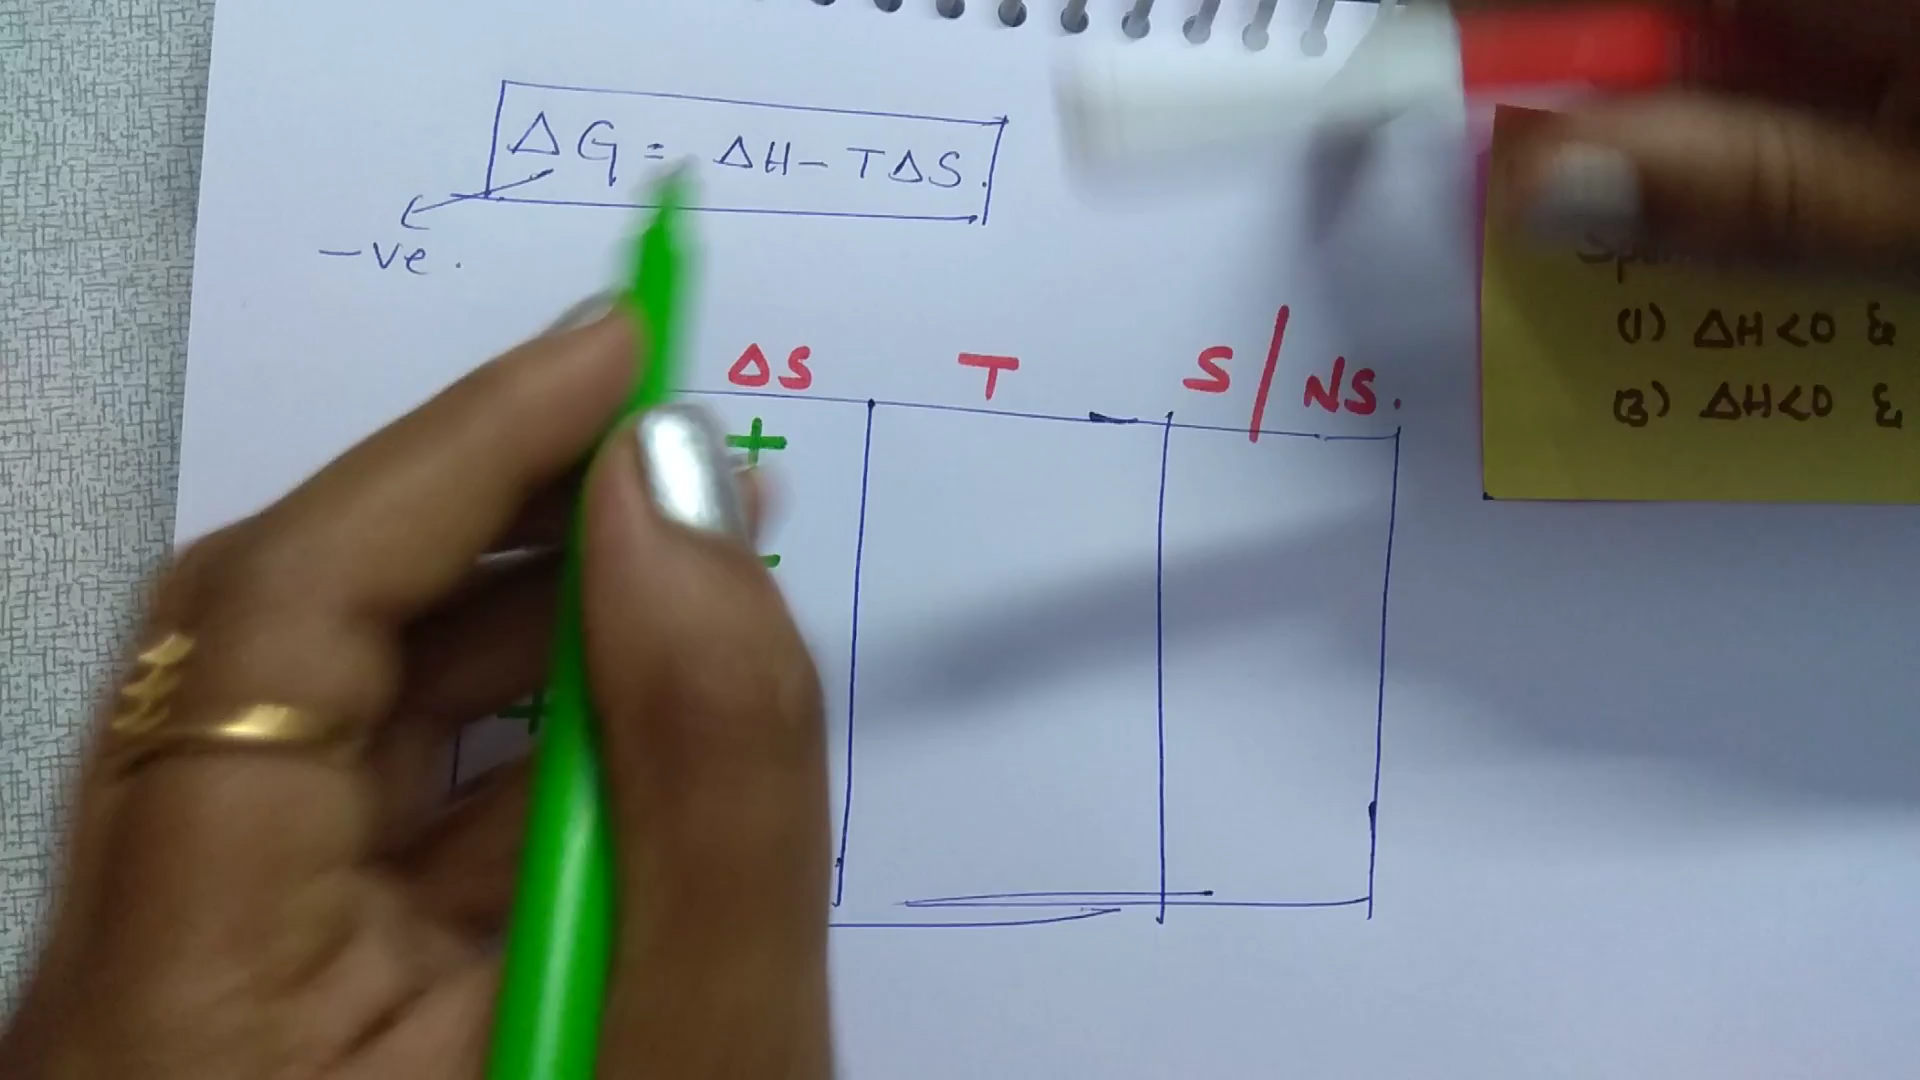 ΔG = ΔH - TΔS.
-ve.
ΔS T S/NS.
+
-
+
(1) ΔH<0 &
(3) ΔH<0 &